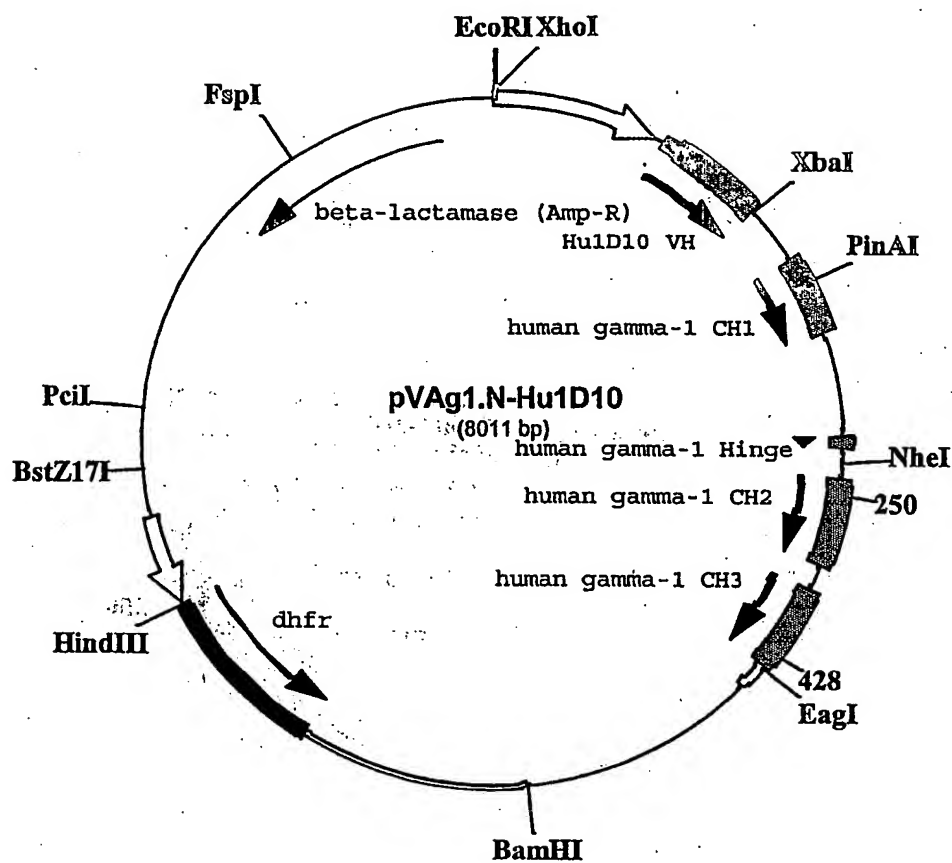 EcoRI XhoI
FspI
XbaI
beta-lactamase (Amp-R)
Hu1D10 VH
PinAI
human gamma-1 CH1
PciI
pVAg1.N-Hu1D10
(8011 bp)
human gamma-1 Hinge
NheI
BstZ17I
human gamma-1 CH2
250
human gamma-1 CH3
dhfr
HindIII
428
EagI
BamHI